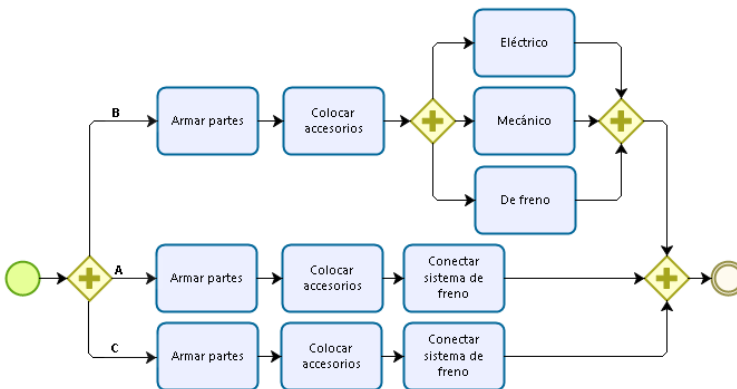 Eléctrico
B
Armar partes
Colocar
accesorios
Mecánico
De freno
A
Armar partes
Colocar
accesorios
Conectar
sistema de
freno
C
Armar partes
Colocar
accesorios
Conectar
sistema de
freno